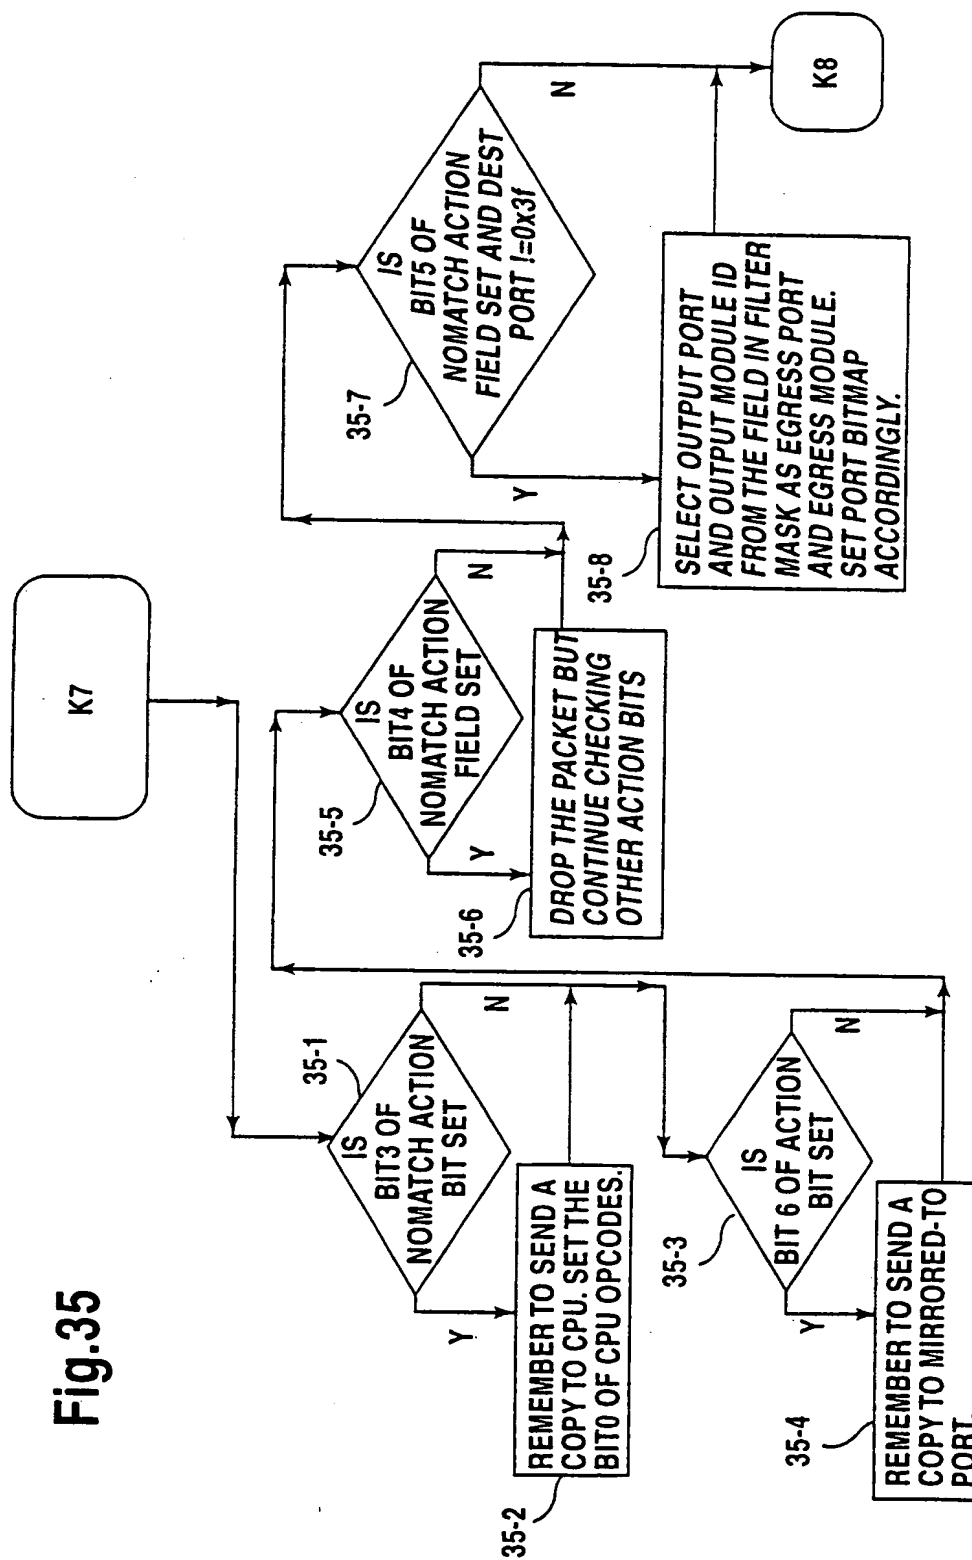 Fig.35
K7
35-1
IS
BIT3 OF
NOMATCH ACTION
BIT SET
Y
N
35-2
REMEMBER TO SEND A
COPY TO CPU. SET THE
BIT0 OF CPU OPCODES.
35-3
IS
BIT 6 OF ACTION
BIT SET
Y
N
35-4
REMEMBER TO SEND A
COPY TO MIRRORED-TO
PORT.
35-5
IS
BIT4 OF
NOMATCH ACTION
FIELD SET
Y
N
35-6
DROP THE PACKET BUT
CONTINUE CHECKING
OTHER ACTION BITS
35-7
IS
BIT5 OF
NOMATCH ACTION
FIELD SET AND DEST
PORT !=0x3f
Y
N
35-8
SELECT OUTPUT PORT
AND OUTPUT MODULE ID
FROM THE FIELD IN FILTER
MASK AS EGRESS PORT
AND EGRESS MODULE.
SET PORT BITMAP
ACCORDINGLY.
K8